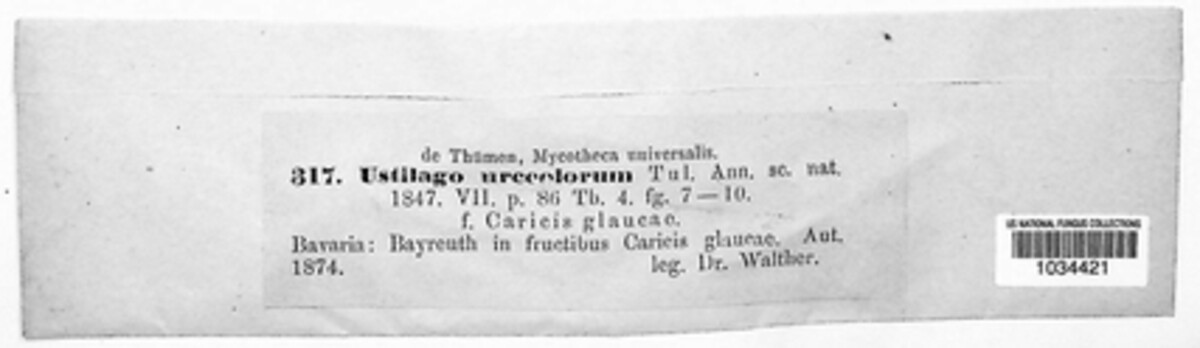 de Thümen, Mycotheca universalis.
317. Ustilago urceolorum Tul. Ann. sc. nat.
1847. VII. p. 86 Tb. 4. fg. 7—10.
f. Caricis glaucae.
Bavaria: Bayreuth in fructibus Caricis glaucae. Aut.
1874. leg. Dr. Walther.
US NATIONAL FUNGUS COLLECTIONS
1034421